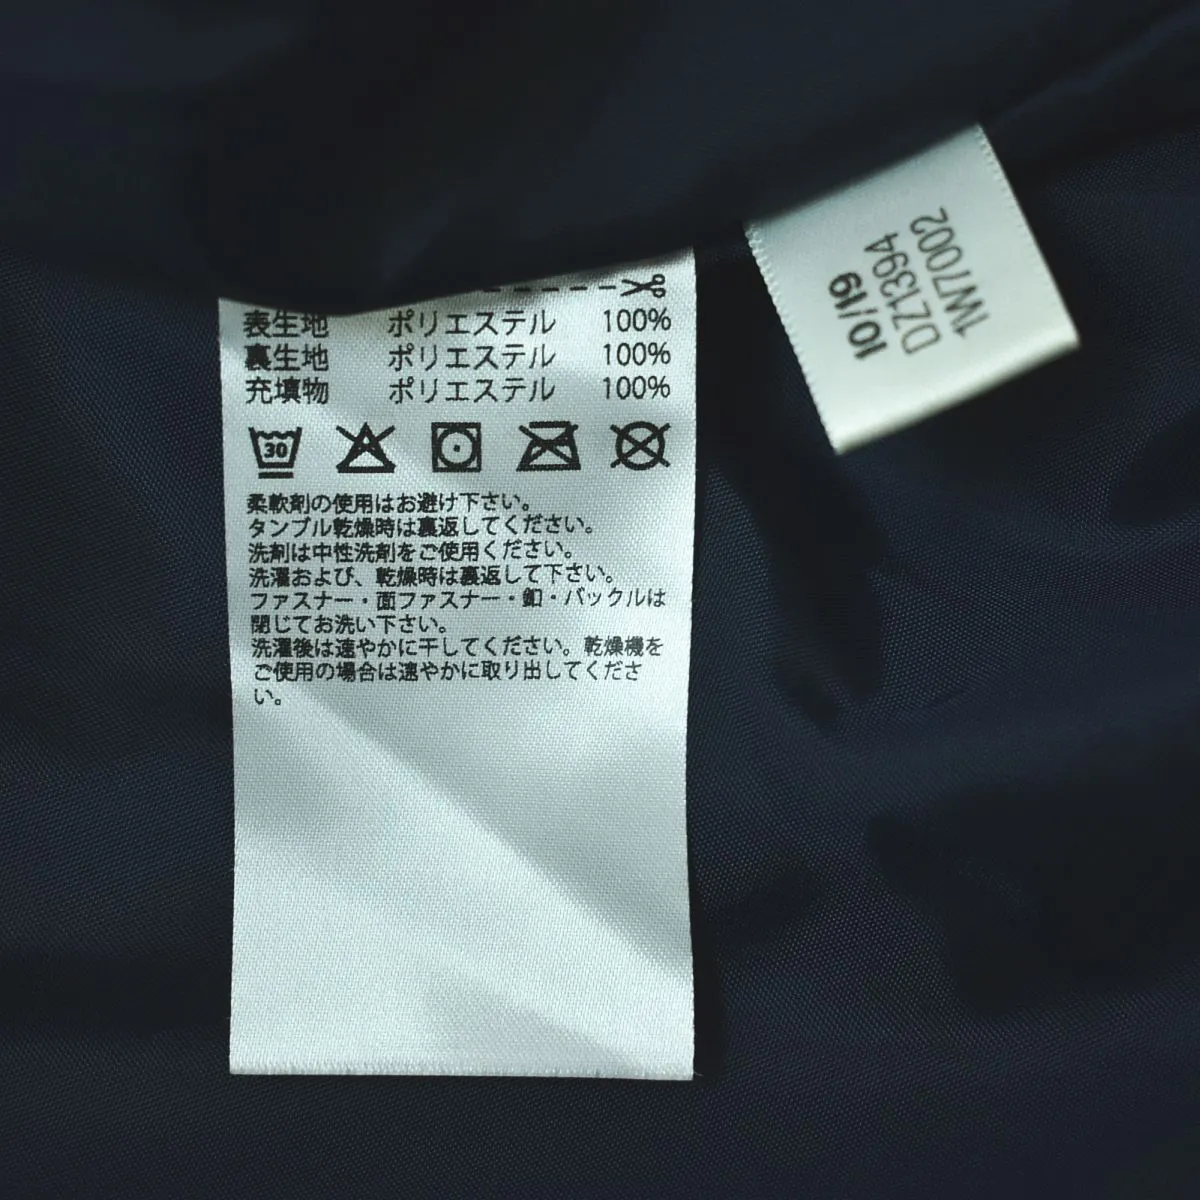 表生地 ポリエステル 100%
裏生地 ポリエステル 100%
充填物 ポリエステル 100%
30
柔軟剤の使用はお避け下さい。
タンブル乾燥時は裏返してください。
洗剤は中性洗剤をご使用ください。
洗濯および、乾燥時は裏返して下さい。
ファスナー・面ファスナー・釦・バックルは
閉じてお洗い下さい。
洗濯後は速やかに干してください。乾燥機を
ご使用の場合は速やかに取り出してくださ
い。
10/19
DZ1394
1W7002